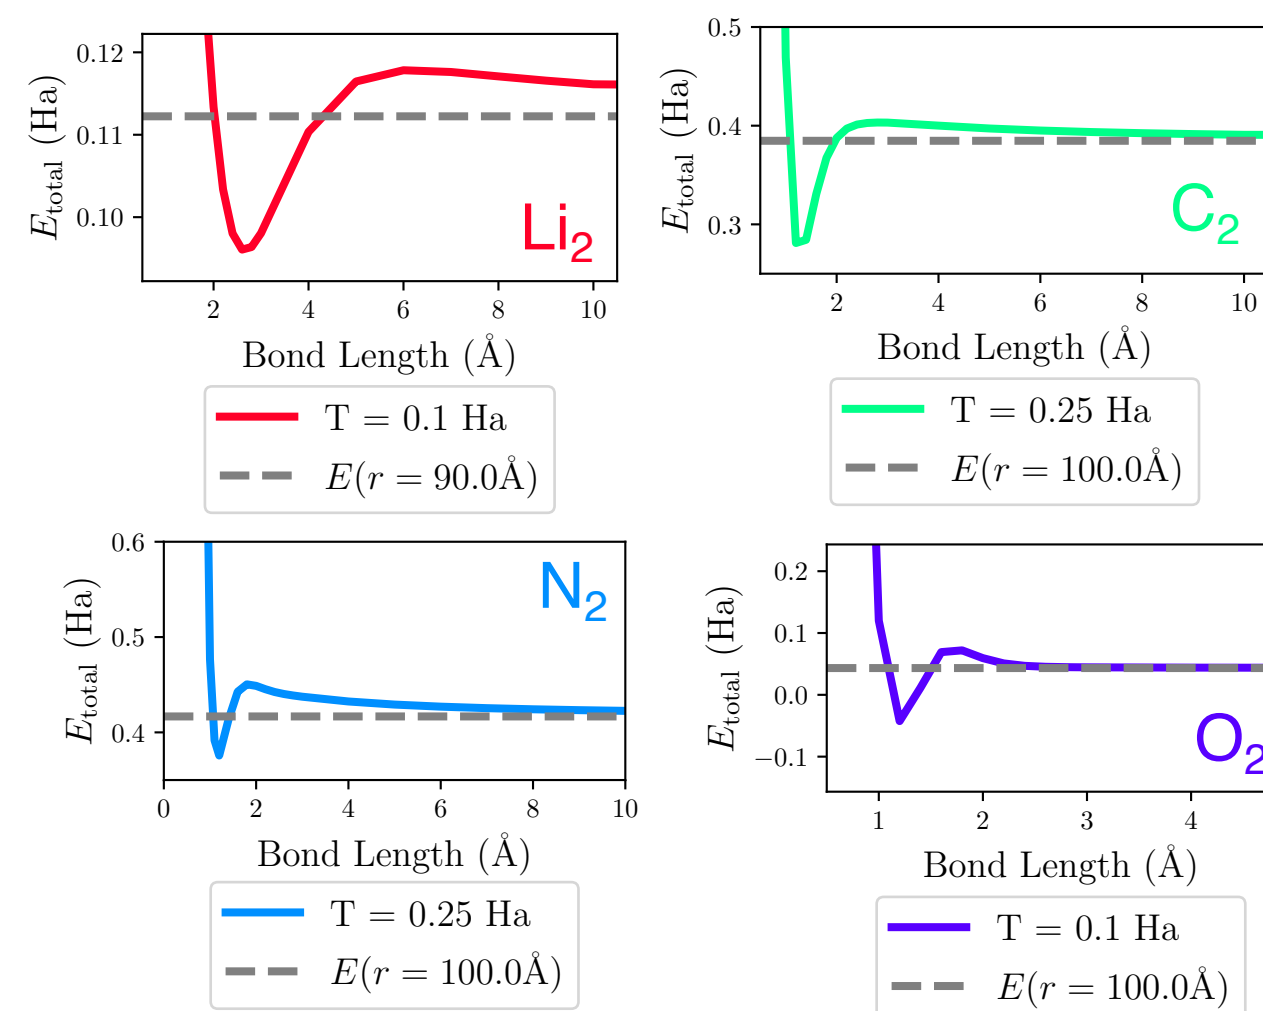 0.12
0.11
0.10
E_total (Ha)
Li₂
2 4 6 8 10
Bond Length (Å)
T = 0.1 Ha
E(r = 90.0Å)
0.5
0.4
0.3
E_total (Ha)
C₂
2 4 6 8 10
Bond Length (Å)
T = 0.25 Ha
E(r = 100.0Å)
0.6
0.5
0.4
E_total (Ha)
N₂
0 2 4 6 8 10
Bond Length (Å)
T = 0.25 Ha
E(r = 100.0Å)
0.2
0.1
0.0
−0.1
E_total (Ha)
O₂
1 2 3 4
Bond Length (Å)
T = 0.1 Ha
E(r = 100.0Å)